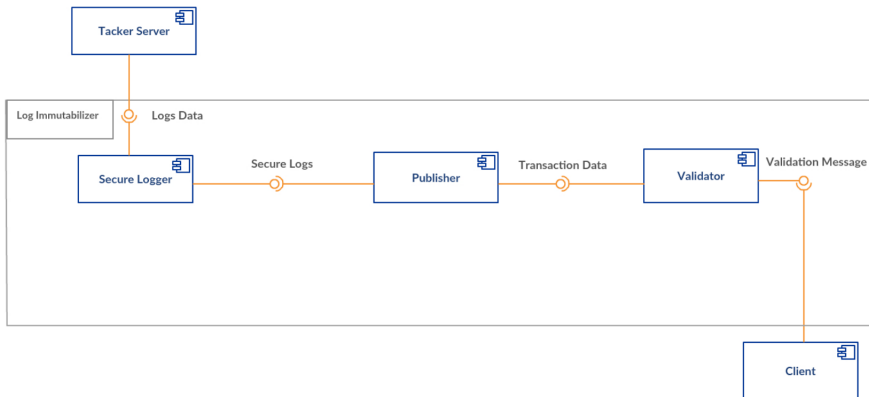 Tacker Server
Log Immutabilizer
Logs Data
Secure Logger
Secure Logs
Publisher
Transaction Data
Validator
Validation Message
Client